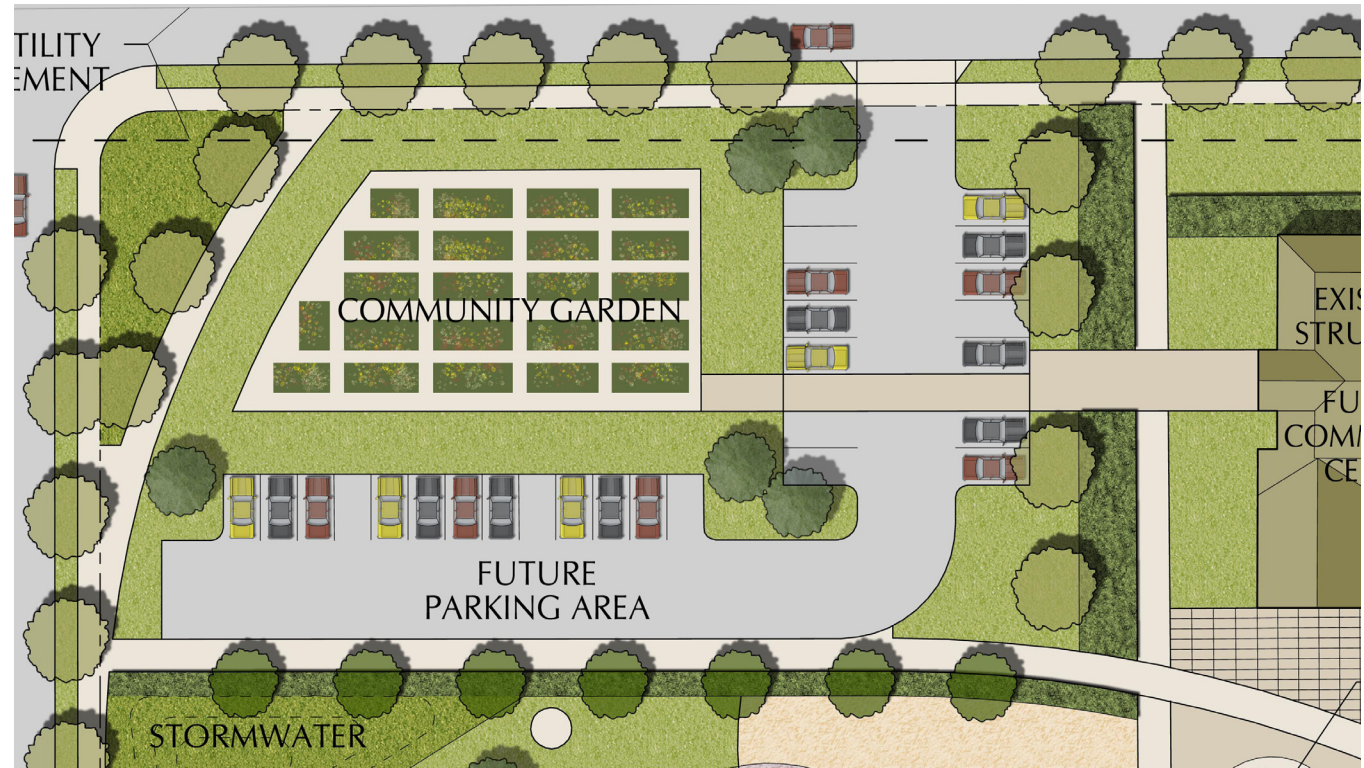 TILITY
EMENT
COMMUNITY GARDEN
EXIS
STRU
FU
COMM
CE
FUTURE
PARKING AREA
STORMWATER